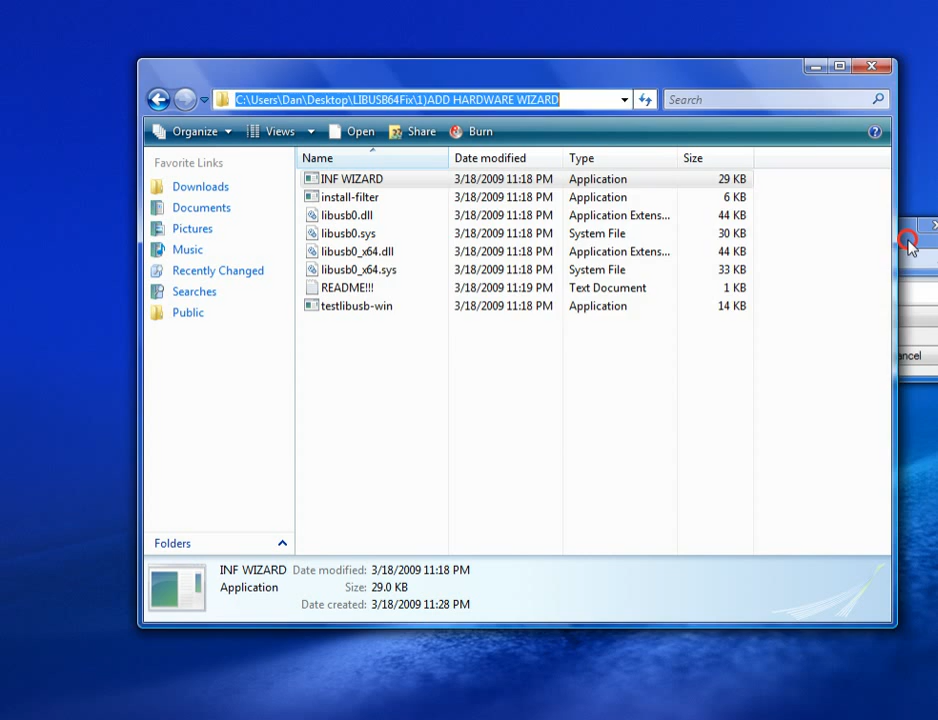 C:\Users\Dan\Desktop\LIBUSB64Fix\1)ADD HARDWARE WIZARD Search
Organize Views Open Share Burn
Favorite Links
Downloads
Documents
Pictures
Music
Recently Changed
Searches
Public
Folders
Name Date modified Type Size
INF WIZARD 3/18/2009 11:18 PM Application 29 KB
install-filter 3/18/2009 11:18 PM Application 6 KB
libusb0.dll 3/18/2009 11:18 PM Application Extens... 44 KB
libusb0.sys 3/18/2009 11:18 PM System File 30 KB
libusb0_x64.dll 3/18/2009 11:18 PM Application Extens... 44 KB
libusb0_x64.sys 3/18/2009 11:18 PM System File 33 KB
README!!! 3/18/2009 11:19 PM Text Document 1 KB
testlibusb-win 3/18/2009 11:18 PM Application 14 KB
ancel
INF WIZARD Date modified: 3/18/2009 11:18 PM
Application Size: 29.0 KB
Date created: 3/18/2009 11:28 PM